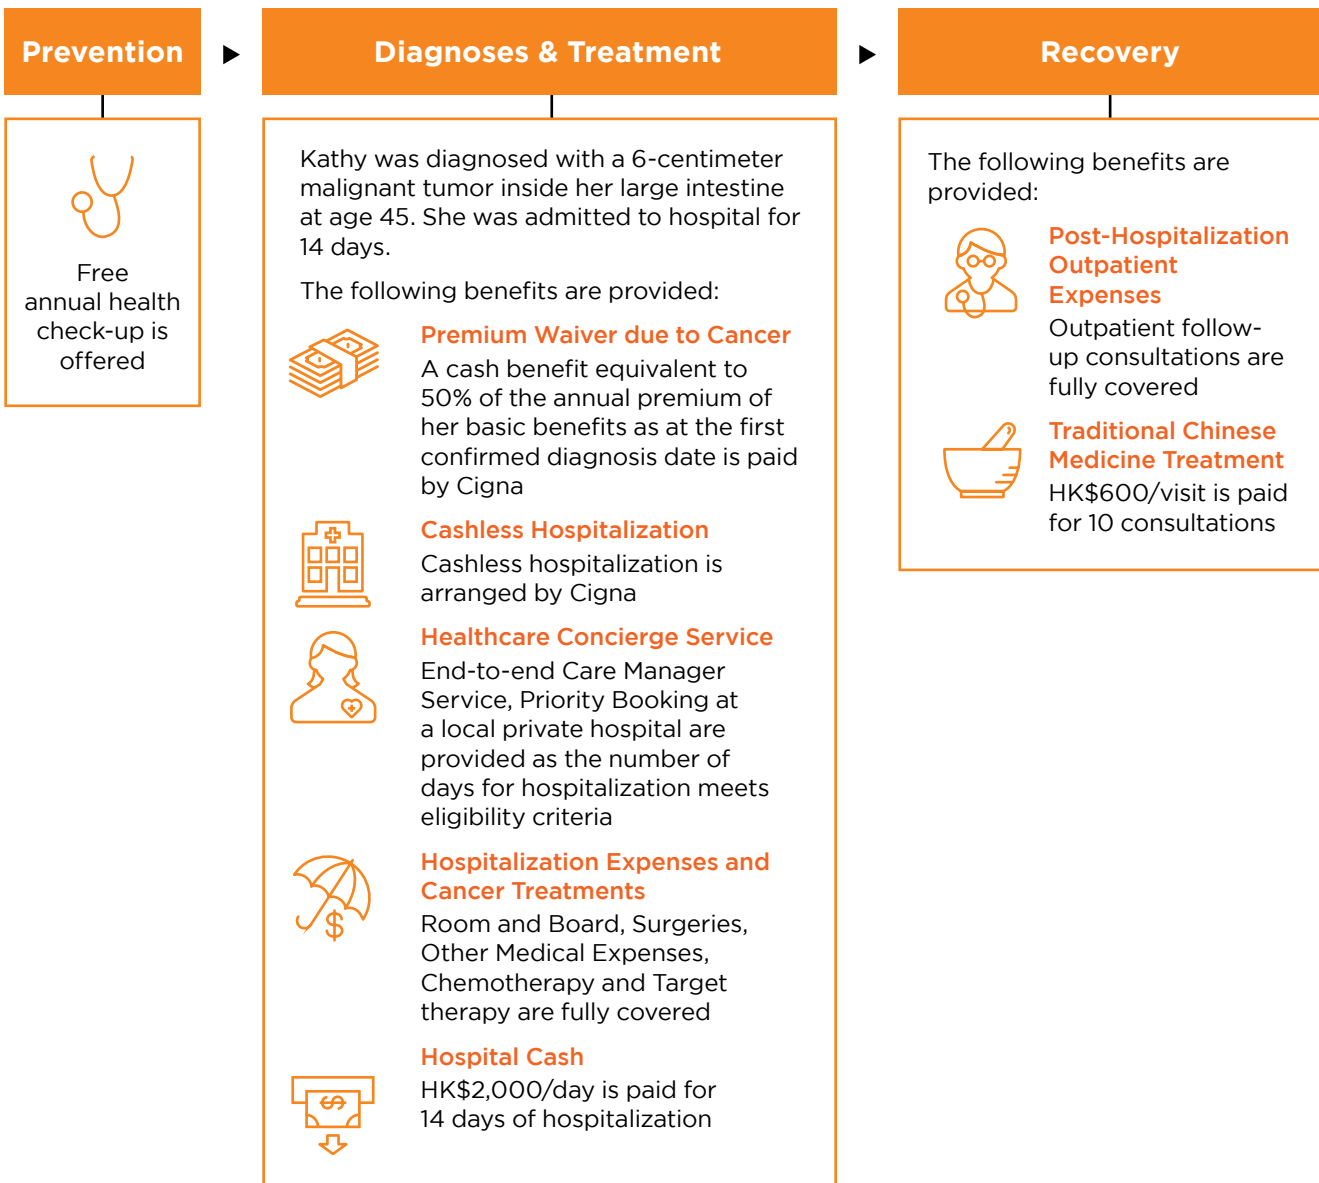 Prevention
Free
annual health
check-up is
offered
Diagnoses & Treatment
Kathy was diagnosed with a 6-centimeter
malignant tumor inside her large intestine
at age 45. She was admitted to hospital for
14 days.
The following benefits are provided:
Premium Waiver due to Cancer
A cash benefit equivalent to
50% of the annual premium of
her basic benefits as at the first
confirmed diagnosis date is paid
by Cigna
Cashless Hospitalization
Cashless hospitalization is
arranged by Cigna
Healthcare Concierge Service
End-to-end Care Manager
Service, Priority Booking at
a local private hospital are
provided as the number of
days for hospitalization meets
eligibility criteria
$
Hospitalization Expenses and
Cancer Treatments
Room and Board, Surgeries,
Other Medical Expenses,
Chemotherapy and Target
therapy are fully covered
$
Hospital Cash
HK$2,000/day is paid for
14 days of hospitalization
Recovery
The following benefits are
provided:
Post-Hospitalization
Outpatient
Expenses
Outpatient follow-
up consultations are
fully covered
Traditional Chinese
Medicine Treatment
HK$600/visit is paid
for 10 consultations